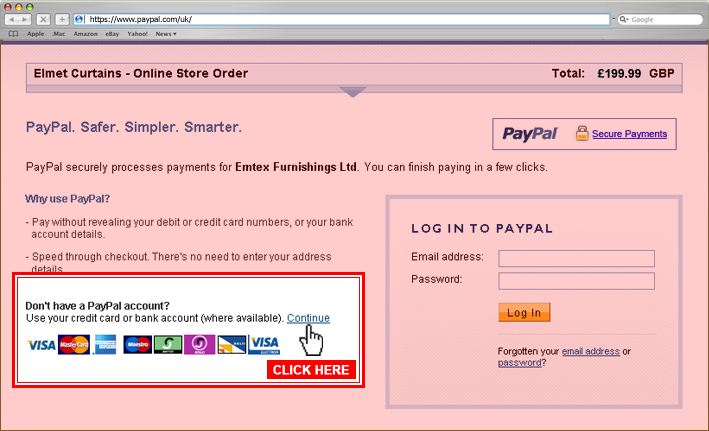 https://www.paypal.com/uk/
Google
Apple .Mac Amazon eBay Yahoo! News
Elmet Curtains - Online Store Order Total: £199.99 GBP
PayPal. Safer. Simpler. Smarter.
PayPal Secure Payments
PayPal securely processes payments for Emtex Furnishings Ltd. You can finish paying in a few clicks.
Why use PayPal?
- Pay without revealing your debit or credit card numbers, or your bank
account details.
- Speed through checkout. There's no need to enter your address
details.
Don't have a PayPal account?
Use your credit card or bank account (where available). Continue
VISA MasterCard Maestro SOLO VISA
ELECTRON
CLICK HERE
LOG IN TO PAYPAL
Email address:
Password:
Log In
Forgotten your email address or
password?